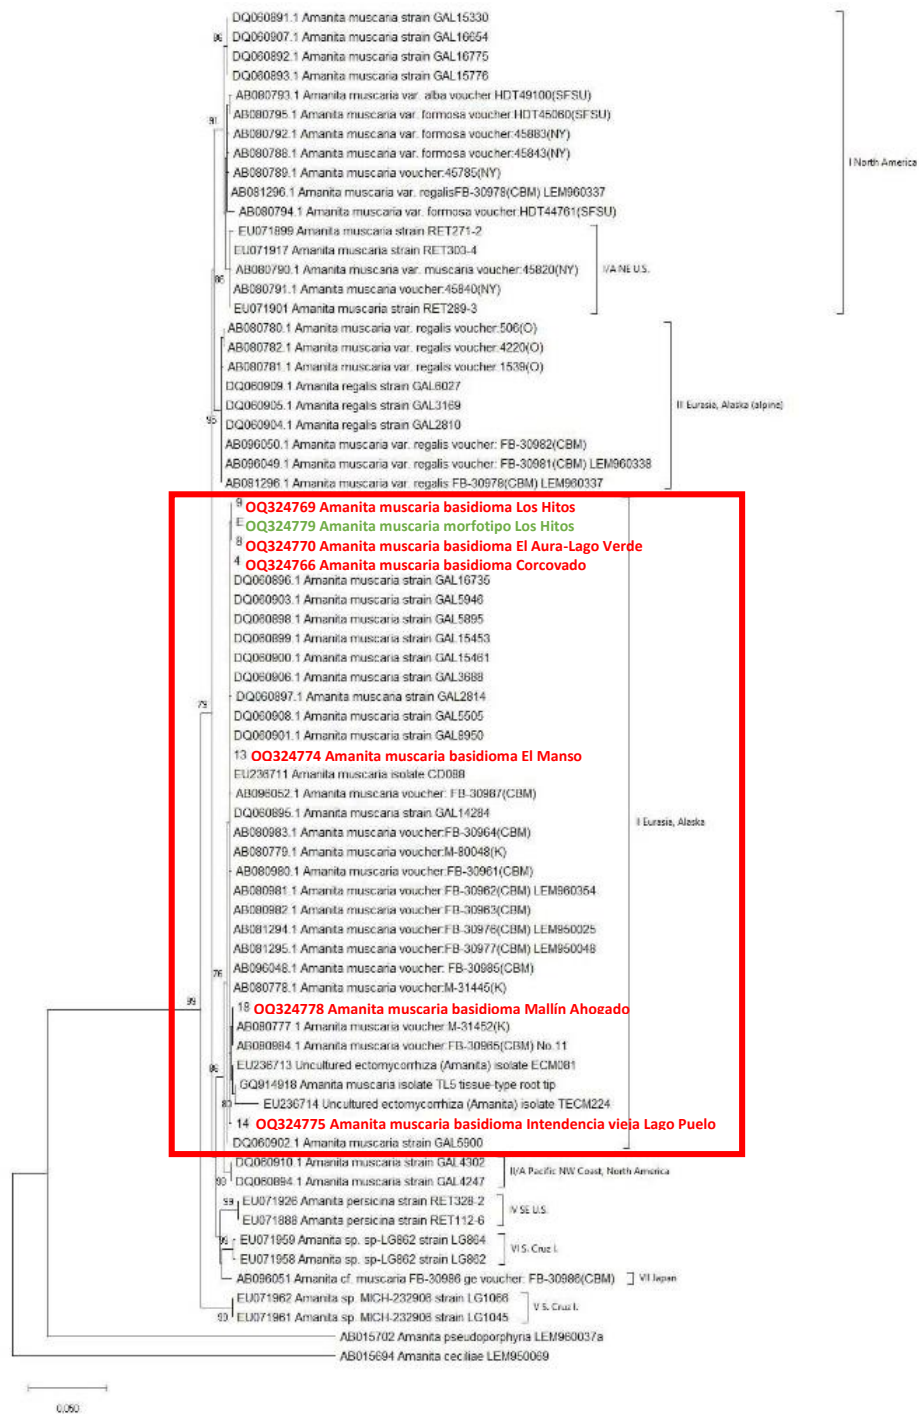 DQ060891.1 Amanita muscaria strain GAL15330
DQ060907.1 Amanita muscaria strain GAL16654
DQ060892.1 Amanita muscaria strain GAL16775
DQ060893.1 Amanita muscaria strain GAL15776
AB080793.1 Amanita muscaria var. alba voucher HDT49100(SFSU)
AB080795.1 Amanita muscaria var. formosa voucher:HDT45060(SFSU)
91
AB080792.1 Amanita muscaria var. formosa voucher:45883(NY)
AB080788.1 Amanita muscaria var. formosa voucher:45843(NY)
I North America
AB080789.1 Amanita muscaria voucher:45785(NY)
AB081296.1 Amanita muscaria var. regalisFB-30978(CBM) LEM960337
AB080794.1 Amanita muscaria var. formosa voucher:HDT44761(SFSU)
EU071899 Amanita muscaria strain RET271-2
EU071917 Amanita muscaria strain RET303-4
AB080790.1 Amanita muscaria var. muscaria voucher:45820(NY)
I/A NE U.S.
86
AB080791.1 Amanita muscaria voucher:45840(NY)
EU071901 Amanita muscaria strain RET289-3
AB080780.1 Amanita muscaria var. regalis voucher:506(O)
AB080782.1 Amanita muscaria var. regalis voucher:4220(O)
AB080781.1 Amanita muscaria var. regalis voucher:1539(O)
DQ060909.1 Amanita regalis strain GAL6027
DQ060905.1 Amanita regalis strain GAL3169
III Eurasia, Alaska (alpine)
95
DQ060904.1 Amanita regalis strain GAL2810
AB096050.1 Amanita muscaria var. regalis voucher: FB-30982(CBM)
AB096049.1 Amanita muscaria var. regalis voucher: FB-30981(CBM) LEM960338
AB081296.1 Amanita muscaria var. regalis FB-30978(CBM) LEM960337
9 OQ324769 Amanita muscaria basidioma Los Hitos
E OQ324779 Amanita muscaria morfotipo Los Hitos
8 OQ324770 Amanita muscaria basidioma El Aura-Lago Verde
4 OQ324766 Amanita muscaria basidioma Corcovado
DQ060896.1 Amanita muscaria strain GAL16735
DQ060903.1 Amanita muscaria strain GAL5946
DQ060898.1 Amanita muscaria strain GAL5895
DQ060899.1 Amanita muscaria strain GAL15453
DQ060900.1 Amanita muscaria strain GAL15461
DQ060906.1 Amanita muscaria strain GAL3688
DQ060897.1 Amanita muscaria strain GAL2814
79
DQ060908.1 Amanita muscaria strain GAL5505
DQ060901.1 Amanita muscaria strain GAL8950
13 OQ324774 Amanita muscaria basidioma El Manso
EU236711 Amanita muscaria isolate CD088
AB096052.1 Amanita muscaria voucher: FB-30987(CBM)
DQ060895.1 Amanita muscaria strain GAL14284
II Eurasia, Alaska
AB080983.1 Amanita muscaria voucher:FB-30964(CBM)
AB080779.1 Amanita muscaria voucher:M-80048(K)
AB080980.1 Amanita muscaria voucher:FB-30961(CBM)
AB080981.1 Amanita muscaria voucher:FB-30962(CBM) LEM960354
AB080982.1 Amanita muscaria voucher:FB-30963(CBM)
AB081294.1 Amanita muscaria voucher:FB-30976(CBM) LEM950025
AB081295.1 Amanita muscaria voucher:FB-30977(CBM) LEM950048
AB096048.1 Amanita muscaria voucher: FB-30985(CBM)
76
AB080778.1 Amanita muscaria voucher:M-31445(K)
99
18 OQ324778 Amanita muscaria basidioma Mallín Ahogado
AB080777.1 Amanita muscaria voucher:M-31452(K)
AB080984.1 Amanita muscaria voucher:FB-30965(CBM) No.11
EU236713 Uncultured ectomycorrhiza (Amanita) isolate ECM081
GQ914918 Amanita muscaria isolate TL5 tissue-type root tip
EU236714 Uncultured ectomycorrhiza (Amanita) isolate TECM224
14 OQ324775 Amanita muscaria basidioma Intendencia vieja Lago Puelo
DQ060902.1 Amanita muscaria strain GAL5900
DQ060910.1 Amanita muscaria strain GAL4302
II/A Pacific NW Coast, North America
93
DQ060894.1 Amanita muscaria strain GAL4247
99
EU071926 Amanita persicina strain RET328-2
IV SE U.S.
EU071888 Amanita persicina strain RET112-6
99
EU071959 Amanita sp. sp-LG862 strain LG864
VI S. Cruz I.
EU071958 Amanita sp. sp-LG862 strain LG862
AB096051 Amanita cf. muscaria FB-30986 ge voucher: FB-30986(CBM)
VII Japan
EU071962 Amanita sp. MICH-232906 strain LG1066
V S. Cruz I.
99
EU071961 Amanita sp. MICH-232906 strain LG1045
AB015702 Amanita pseudoporphyria LEM960037a
AB015694 Amanita ceciliae LEM950069
0.050